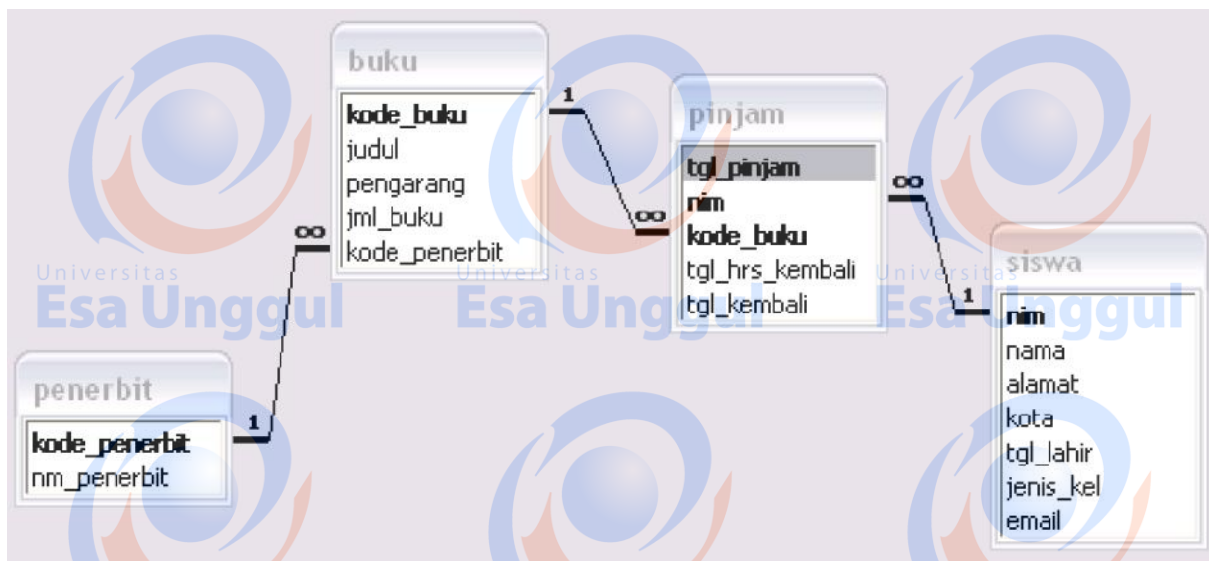 buku
kode_buku
judul
pengarang
jml_buku
kode_penerbit
1
∞
pinjam
tgl_pinjam
nim
kode_buku
tgl_hrs_kembali
tgl_kembali
∞
∞
1
siswa
nim
nama
alamat
kota
tgl_lahir
jenis_kel
email
penerbit
kode_penerbit
nm_penerbit
1
Universitas
Esa Unggul
Universitas
Esa Unggul
Universitas
Esa Unggul